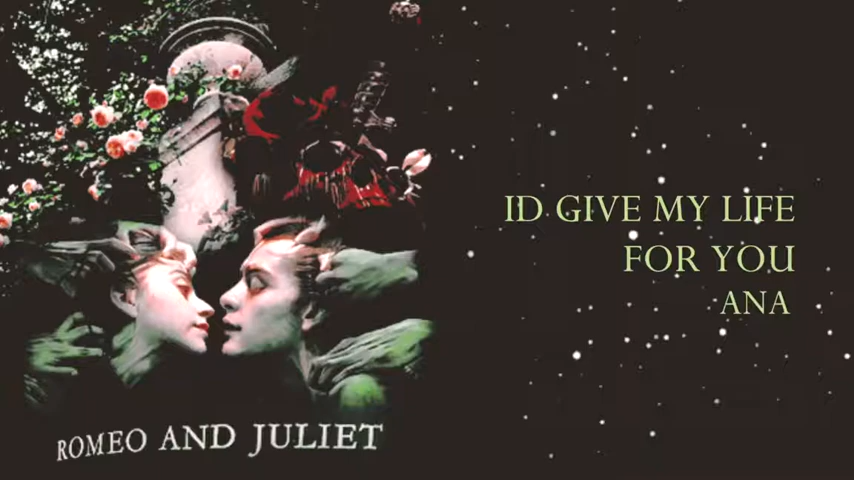 ID GIVE MY LIFE
FOR YOU
ANA
ROMEO AND JULIET